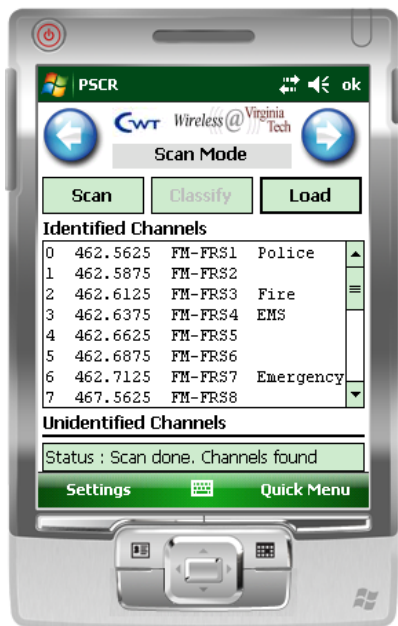 PSCR ok
CWT Wireless@Virginia Tech
Scan Mode
Scan Classify Load
Identified Channels
0 462.5625 FM-FRS1 Police
1 462.5875 FM-FRS2
2 462.6125 FM-FRS3 Fire
3 462.6375 FM-FRS4 EMS
4 462.6625 FM-FRS5
5 462.6875 FM-FRS6
6 462.7125 FM-FRS7 Emergency
7 467.5625 FM-FRS8
Unidentified Channels
Status : Scan done. Channels found
Settings Quick Menu